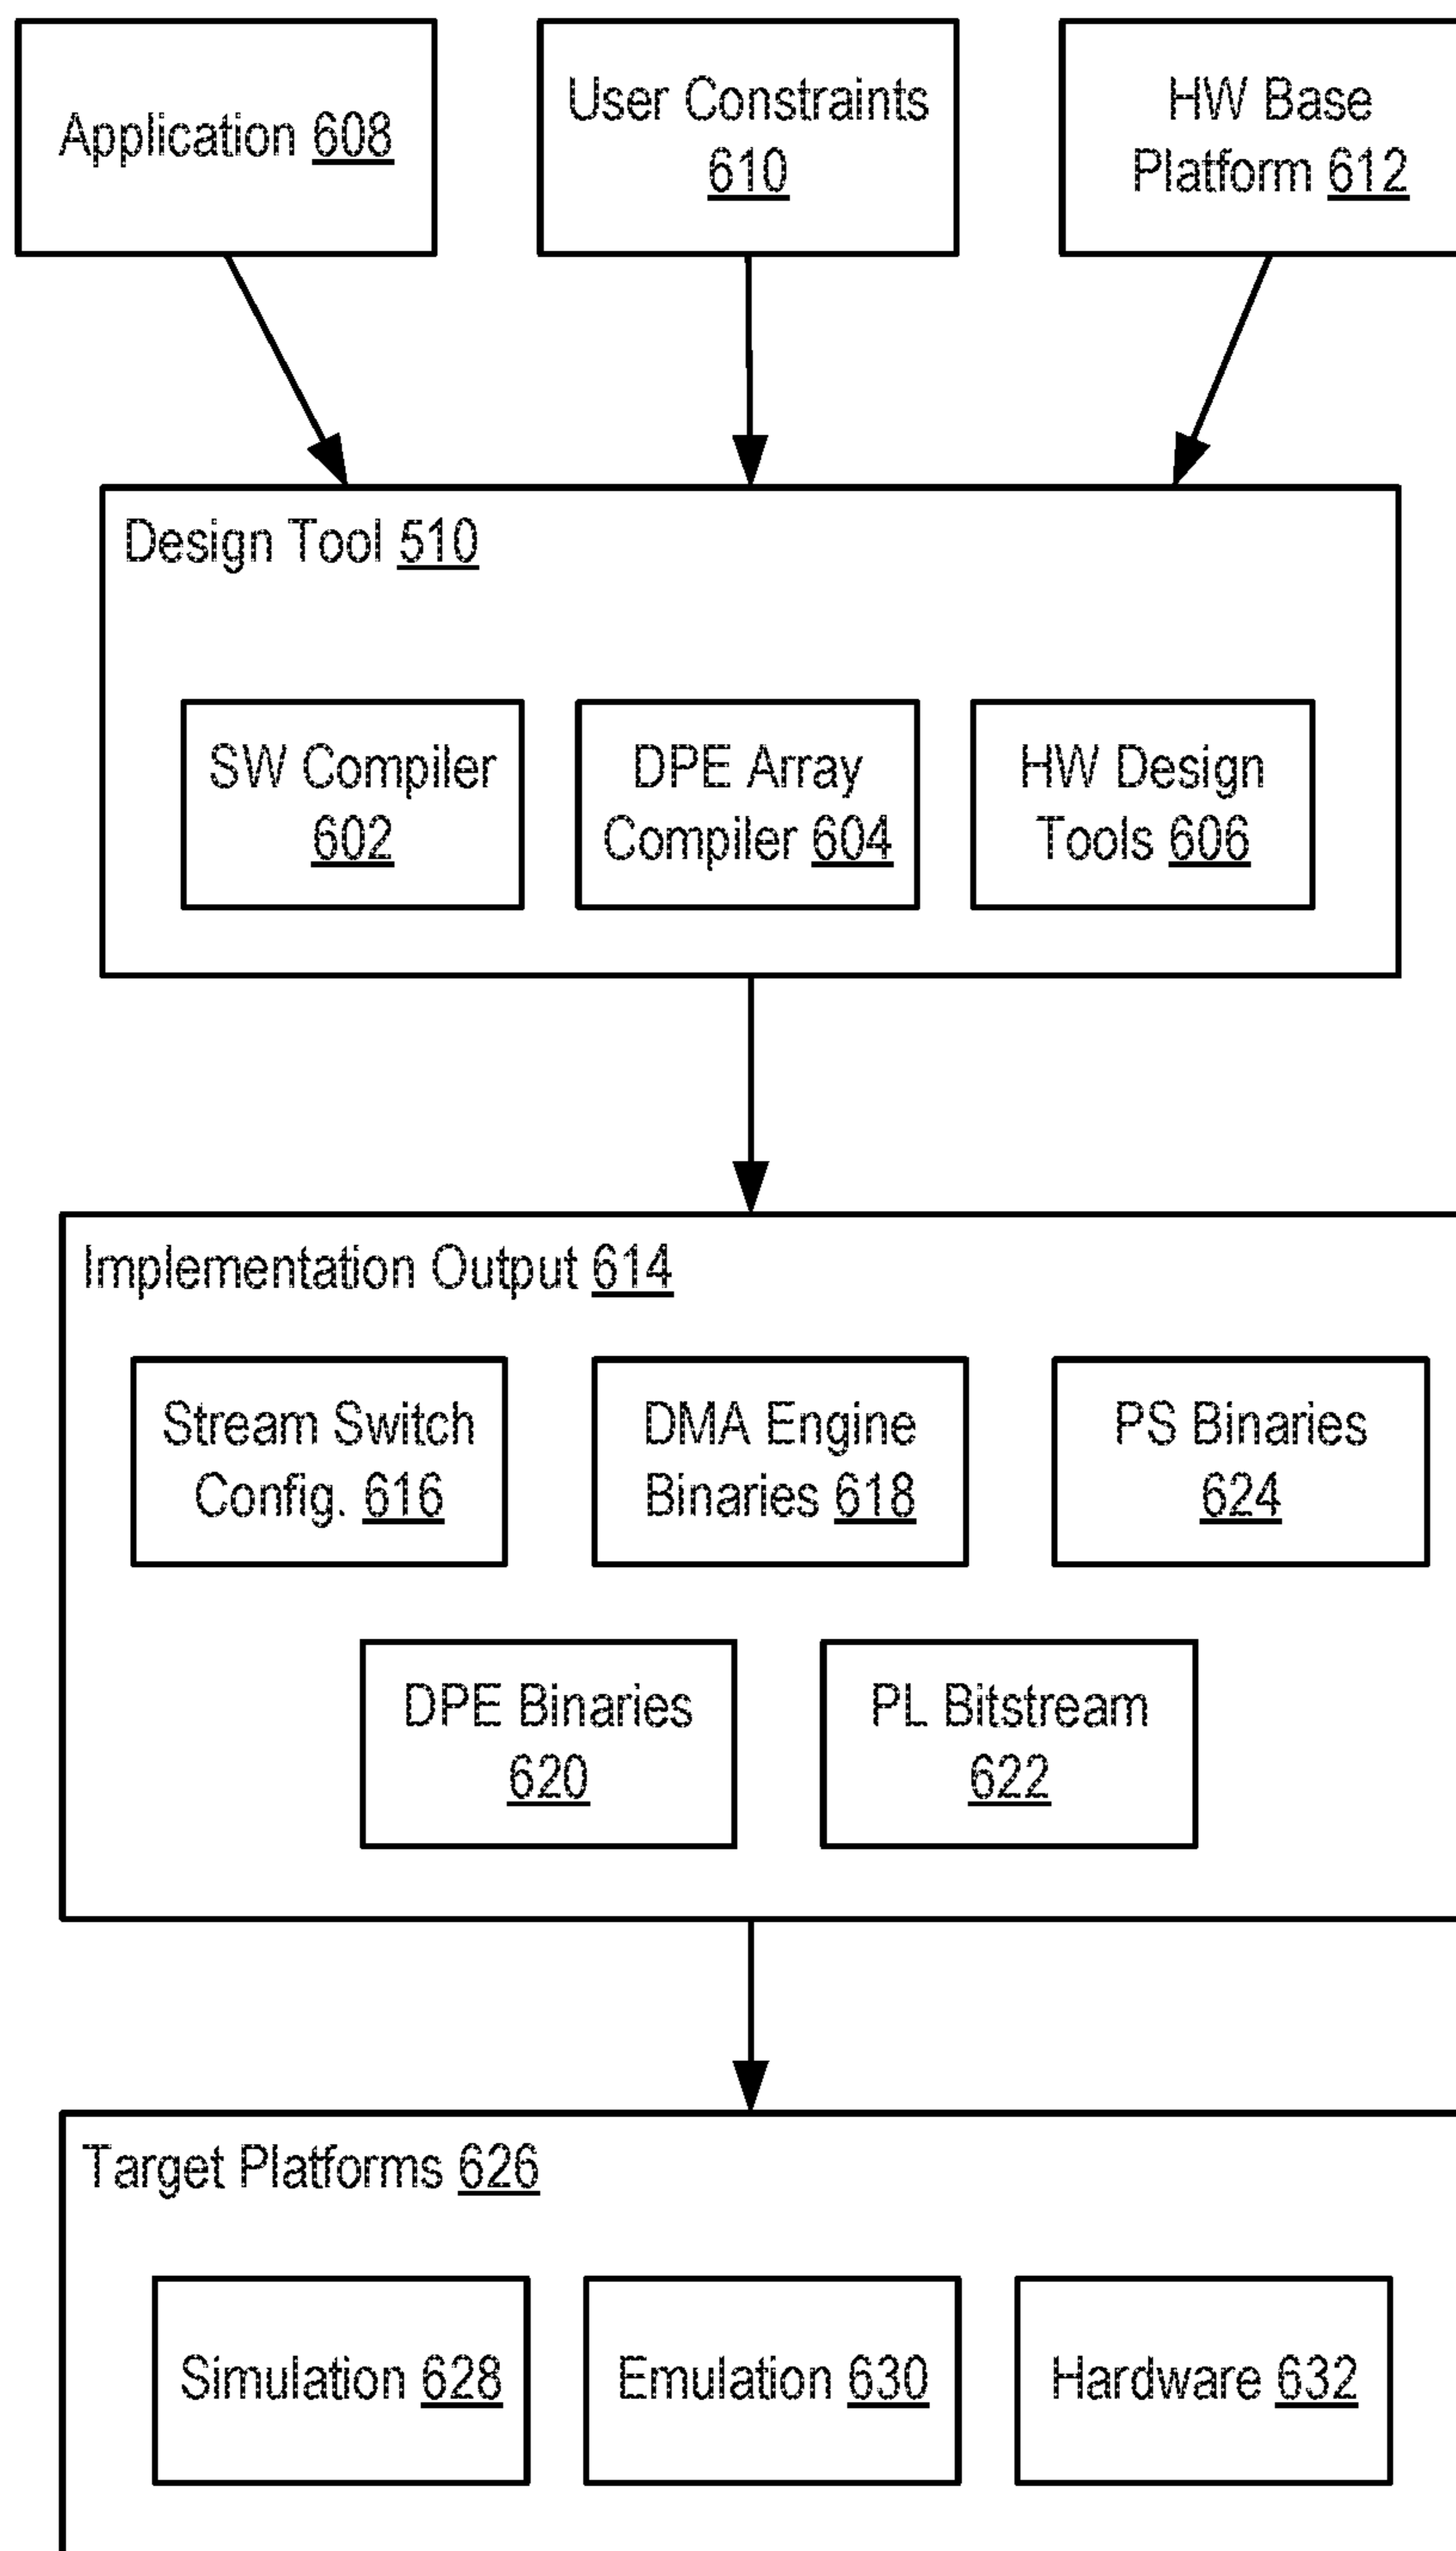 Application 608
User Constraints
610
HW Base
Platform 612
Design Tool 510
SW Compiler
602
DPE Array
Compiler 604
HW Design
Tools 606
Implementation Output 614
Stream Switch
Config. 616
DMA Engine
Binaries 618
PS Binaries
624
DPE Binaries
620
PL Bitstream
622
Target Platforms 626
Simulation 628
Emulation 630
Hardware 632